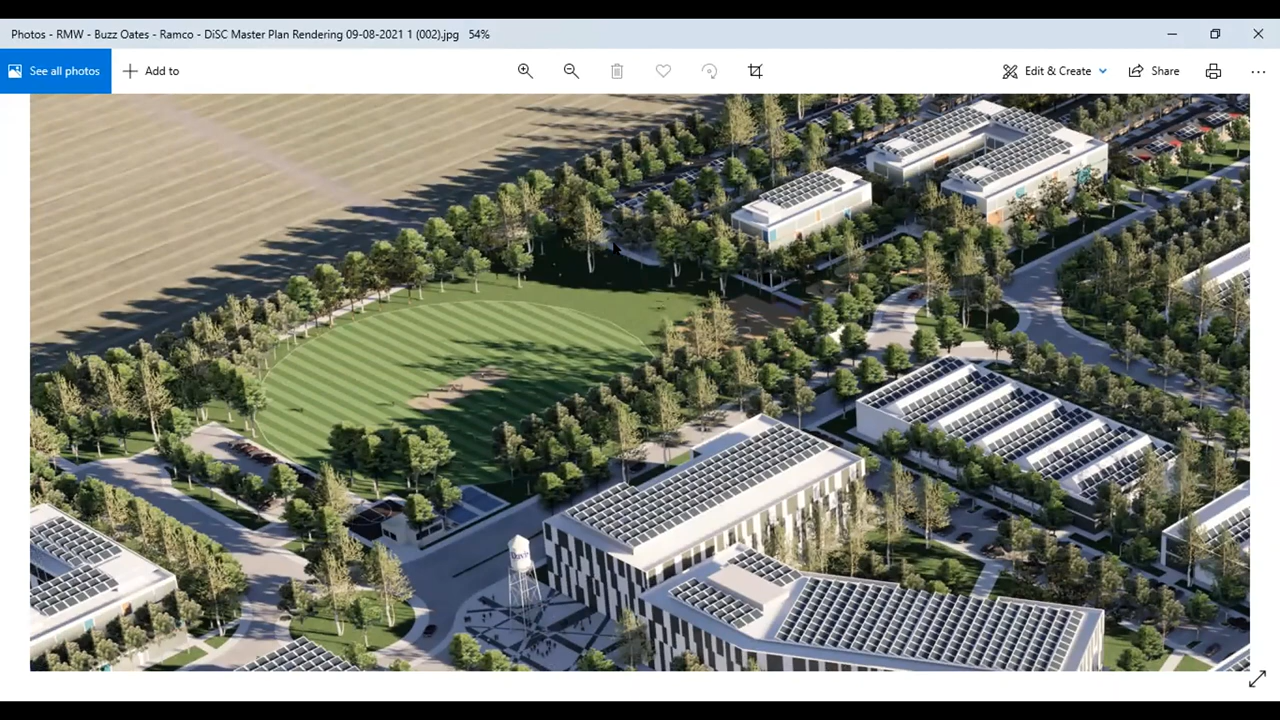 Photos - RMW - Buzz Oates - Ramco - DiSC Master Plan Rendering 09-08-2021 1 (002).jpg 54%
See all photos
Add to
Edit & Create
Share